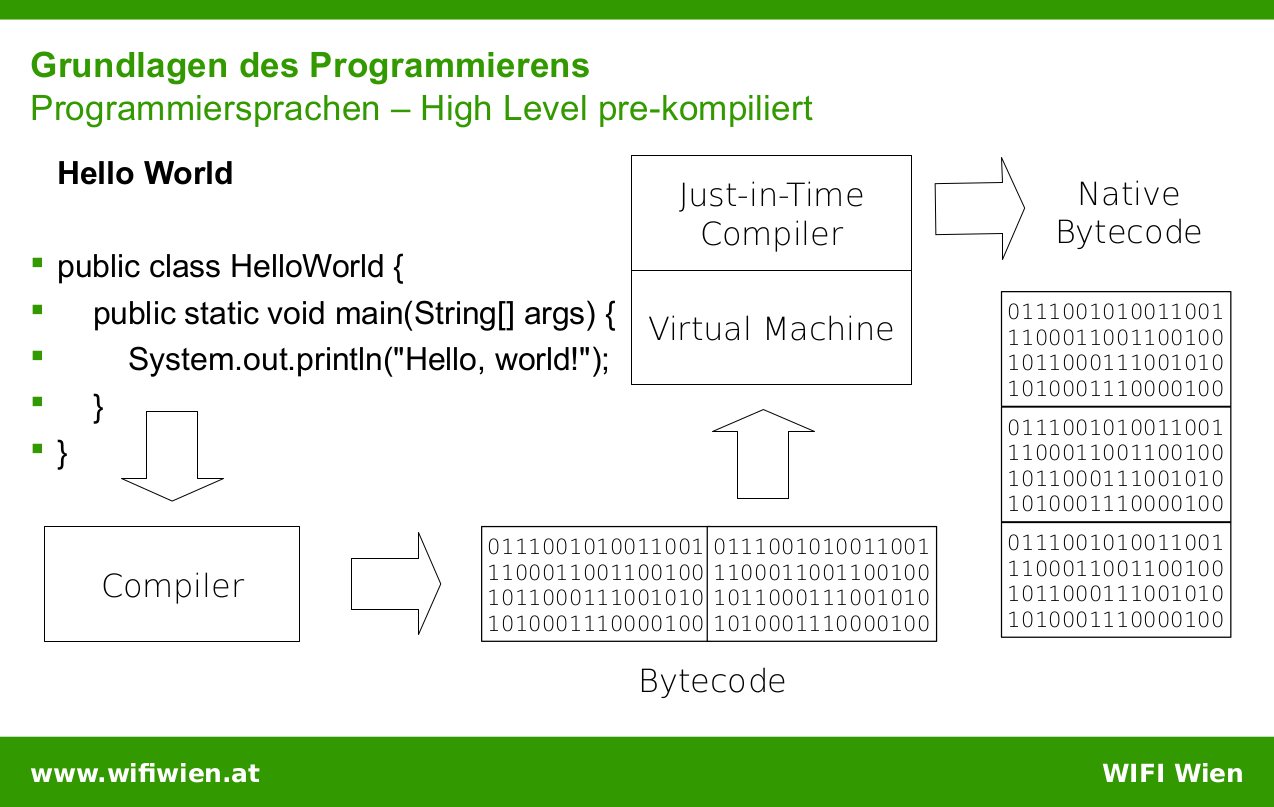 Grundlagen des Programmierens
Programmiersprachen – High Level pre-kompiliert
Hello World
public class HelloWorld {
public static void main(String[] args) {
System.out.println("Hello, world!");
}
}
Compiler
0111001010011001
1100011001100100
1011000111001010
1010001110000100
0111001010011001
1100011001100100
1011000111001010
1010001110000100
Bytecode
Just-in-Time
Compiler
Virtual Machine
Native
Bytecode
0111001010011001
1100011001100100
1011000111001010
1010001110000100
0111001010011001
1100011001100100
1011000111001010
1010001110000100
0111001010011001
1100011001100100
1011000111001010
1010001110000100
www.wifiwien.at
WIFI Wien